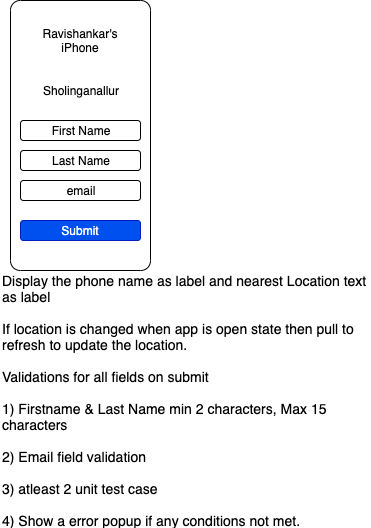 Ravishankar's
iPhone
Sholinganallur
First Name
Last Name
email
Submit
Display the phone name as label and nearest Location text
as label
If location is changed when app is open state then pull to
refresh to update the location.
Validations for all fields on submit
1) Firstname & Last Name min 2 characters, Max 15
characters
2) Email field validation
3) atleast 2 unit test case
4) Show a error popup if any conditions not met.